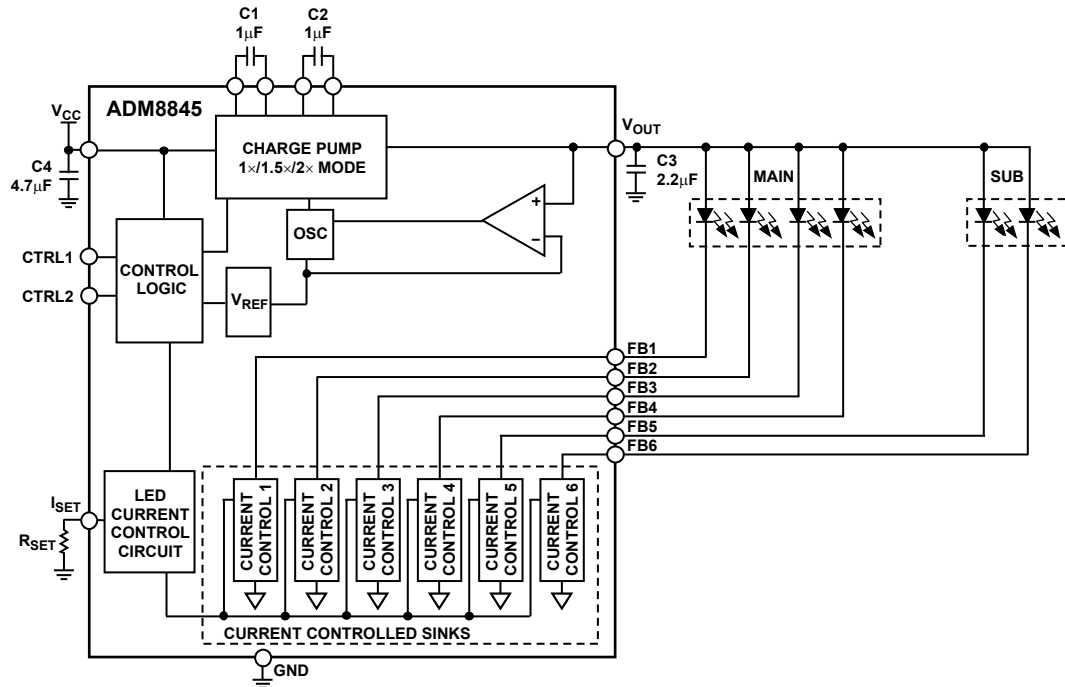 C1
1μF
C2
1μF
VCC
ADM8845
C4
4.7μF
CHARGE PUMP
1×/1.5×/2× MODE
VOUT
C3
2.2μF
MAIN
SUB
OSC
+
–
CTRL1
CTRL2
CONTROL
LOGIC
VREF
FB1
FB2
FB3
FB4
FB5
FB6
ISET
RSET
LED
CURRENT
CONTROL
CIRCUIT
CURRENT
CONTROL 1
CURRENT
CONTROL 2
CURRENT
CONTROL 3
CURRENT
CONTROL 4
CURRENT
CONTROL 5
CURRENT
CONTROL 6
CURRENT CONTROLLED SINKS
GND